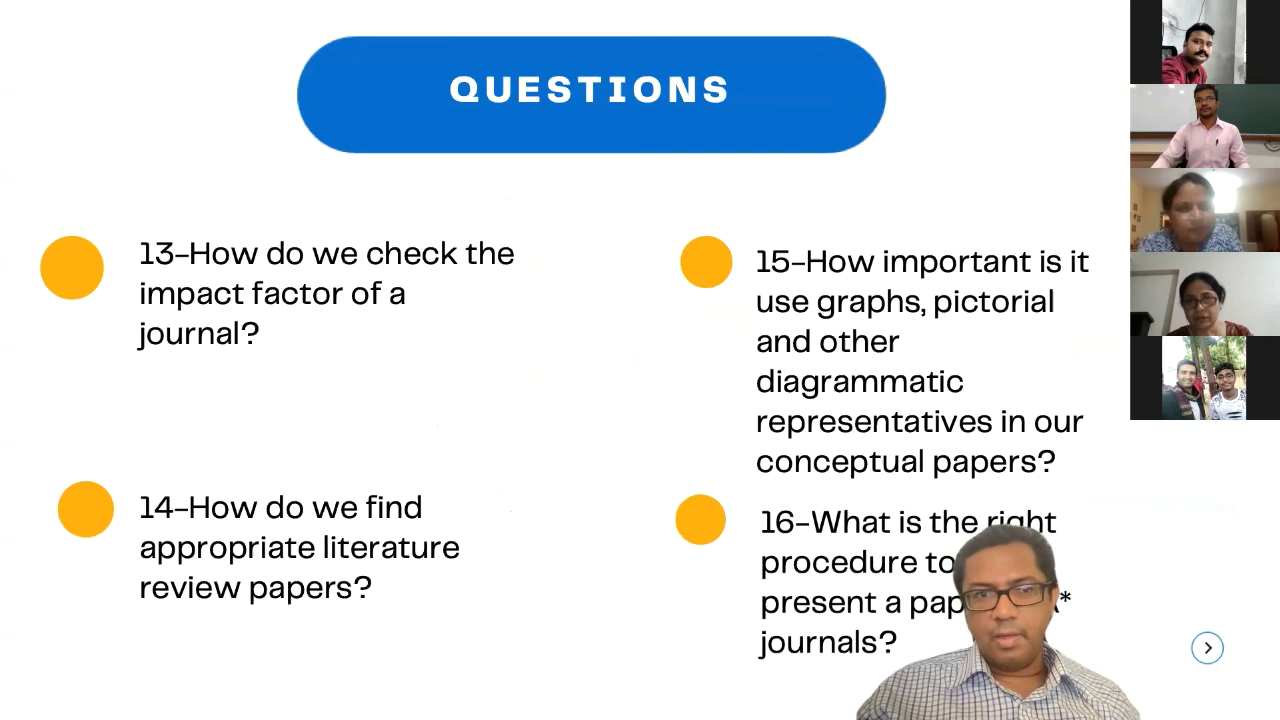 QUESTIONS
13-How do we check the
impact factor of a
journal?
14-How do we find
appropriate literature
review papers?
15-How important is it
use graphs, pictorial
and other
diagrammatic
representatives in our
conceptual papers?
16-What is the right
procedure to
present a
journals?